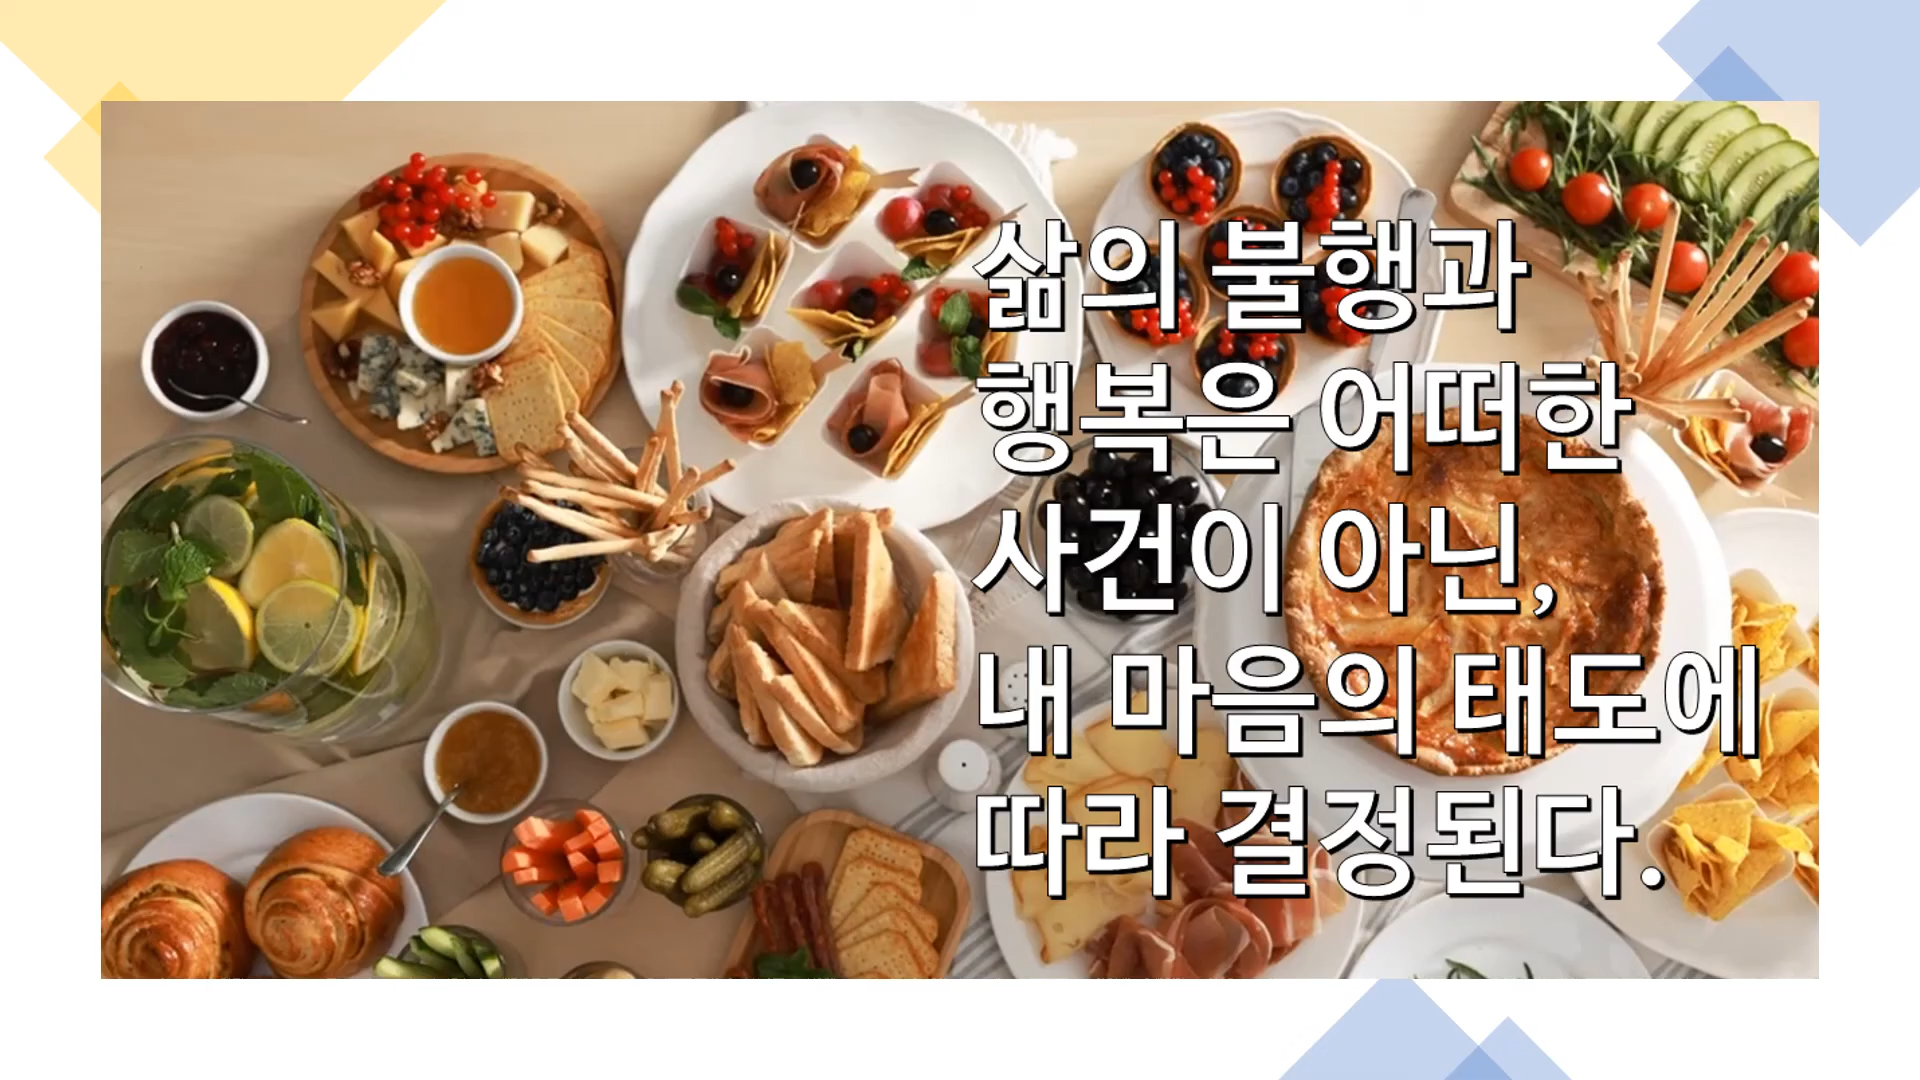 삶의 불행과
행복은 어떠한
사건이 아닌,
내 마음의 태도에
따라 결정된다.